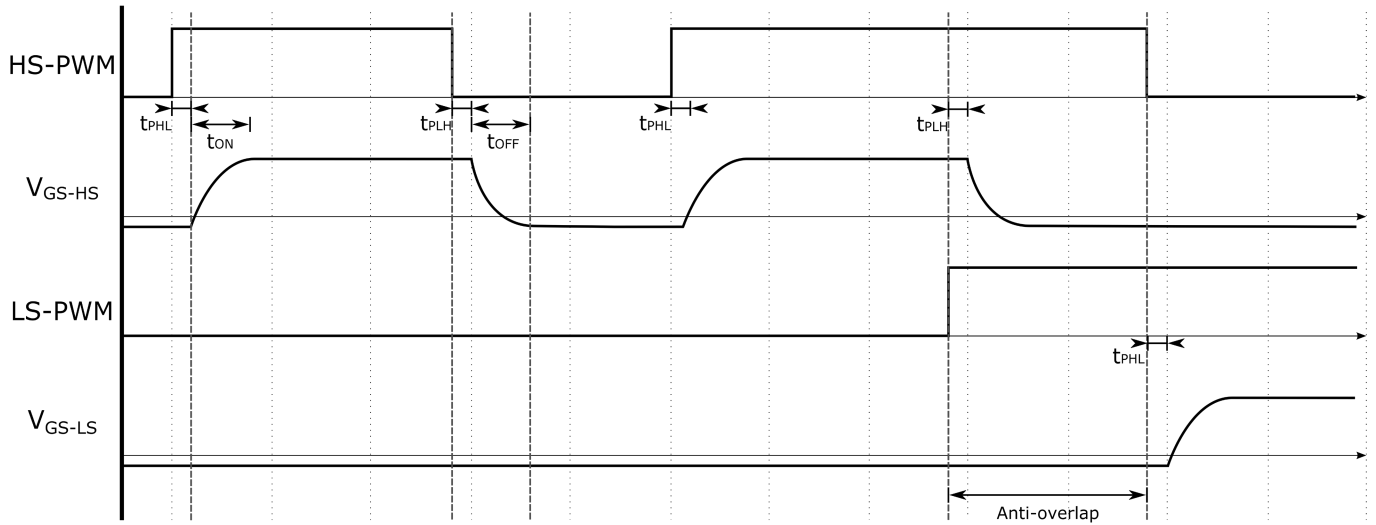 HS-PWM
tPHL
tON
tPLH
tOFF
tPHL
tPLH
VGS-HS
LS-PWM
tPHL
VGS-LS
Anti-overlap